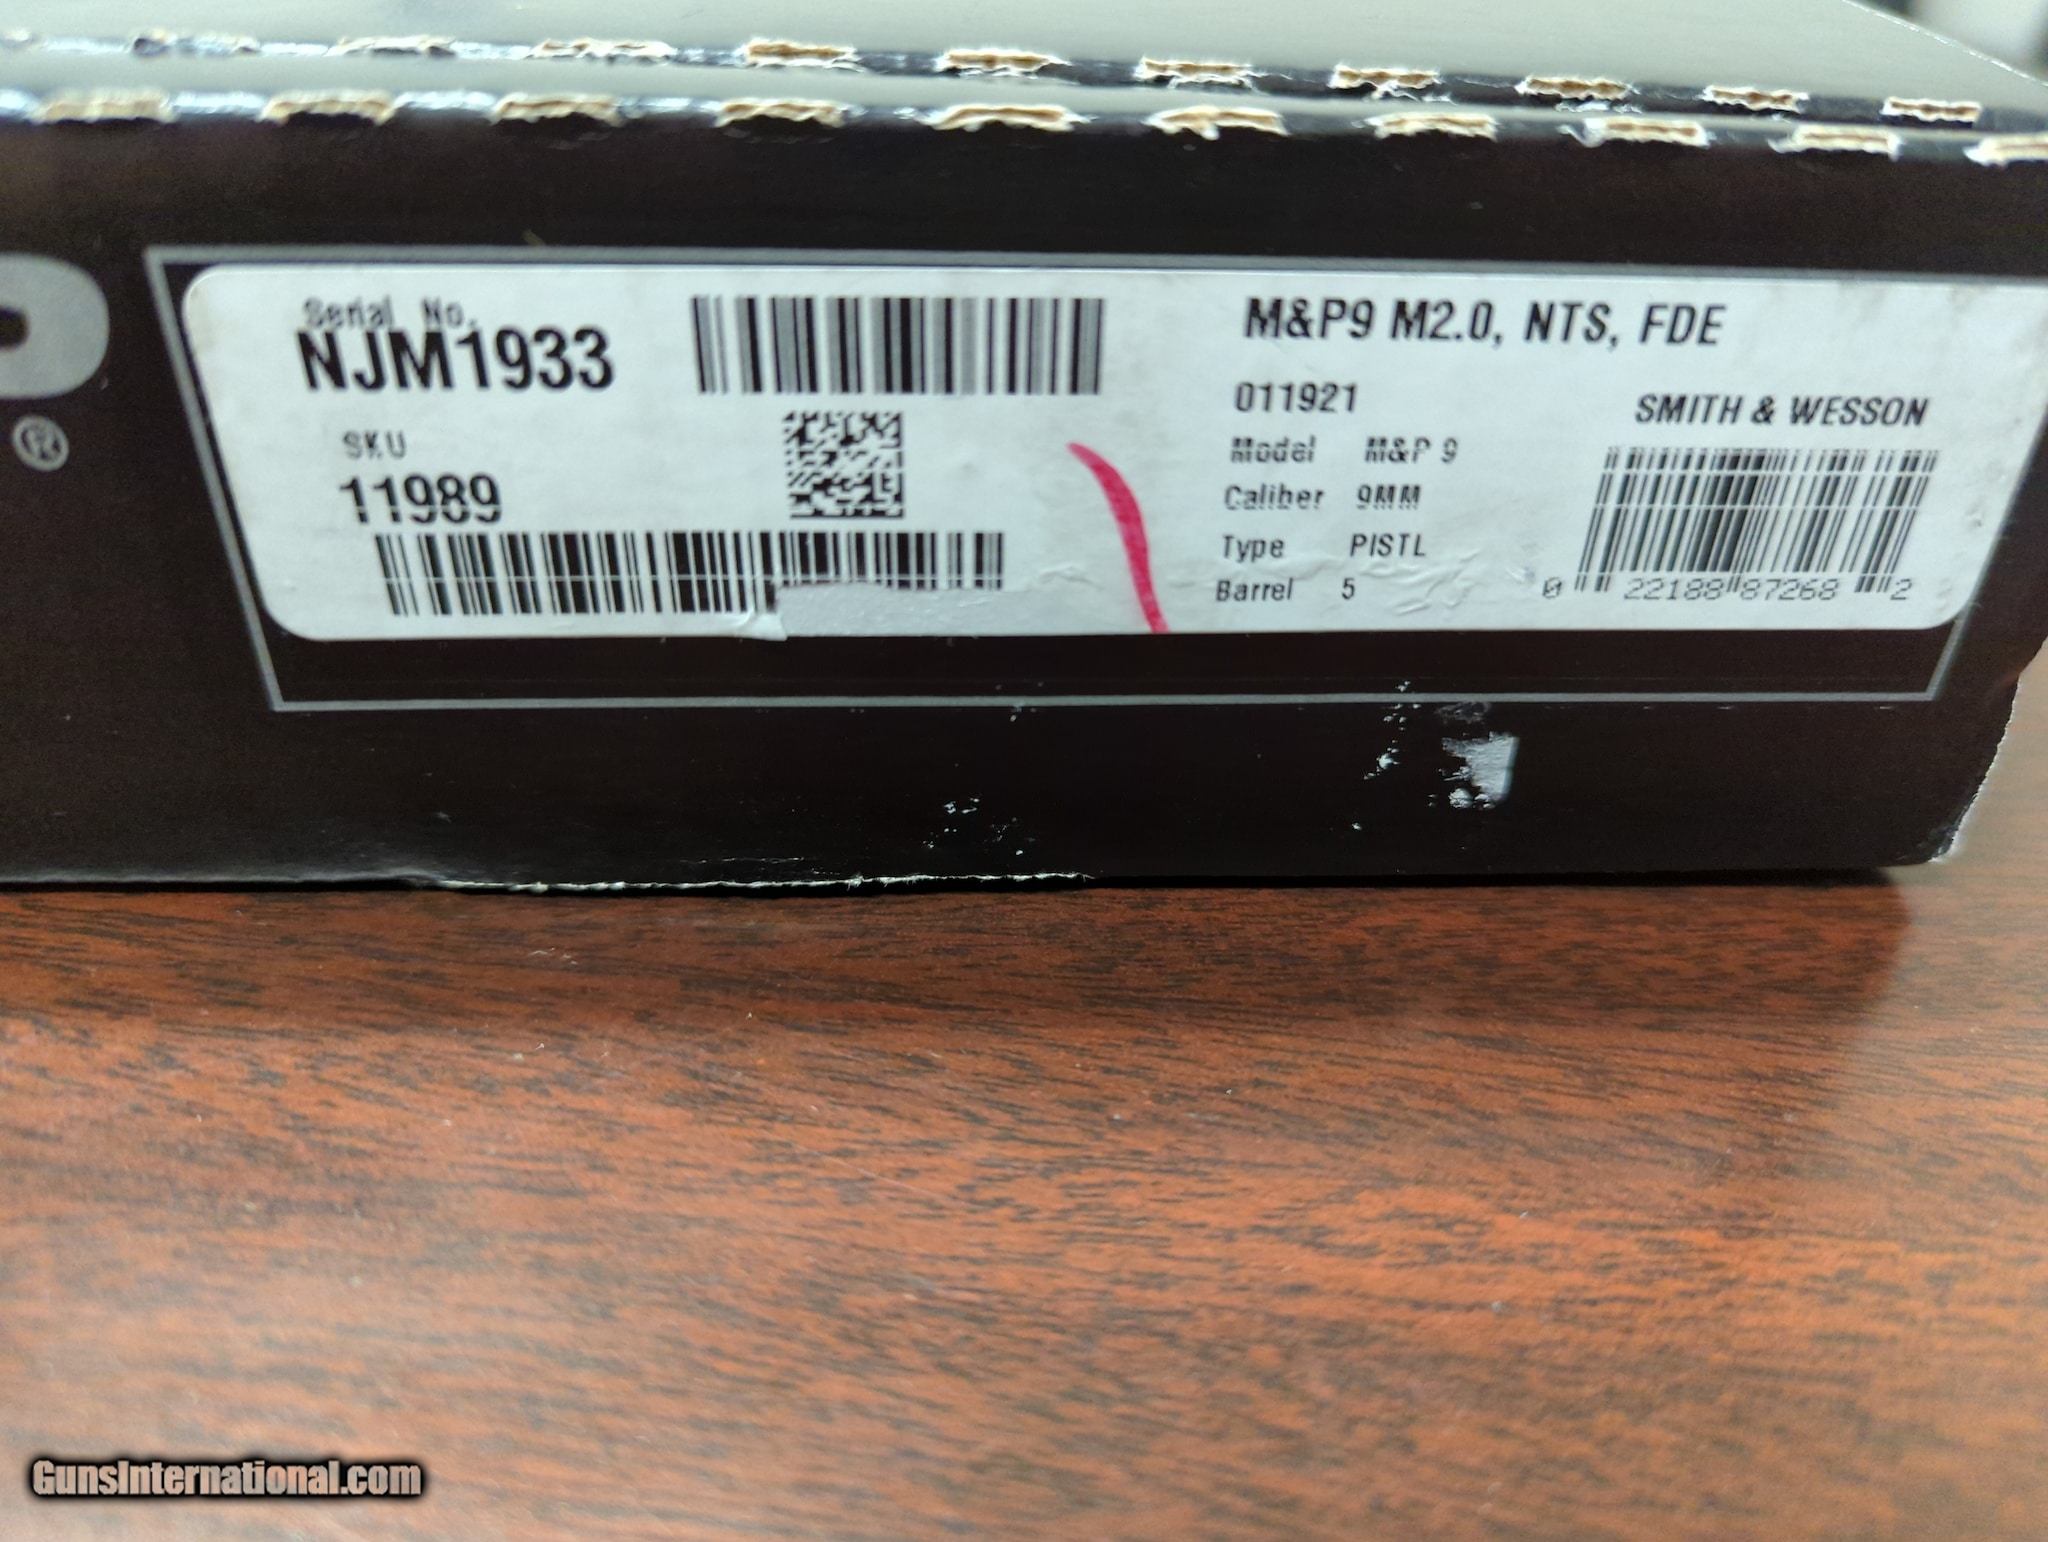 Serial No.
NJM1933
SKU
11989
M&P9 M2.0, NTS, FDE
011921
SMITH & WESSON
Model M&P 9
Caliber 9MM
Type PISTL
Barrel 5
0 22188 87268 2
®
GunsInternational.com